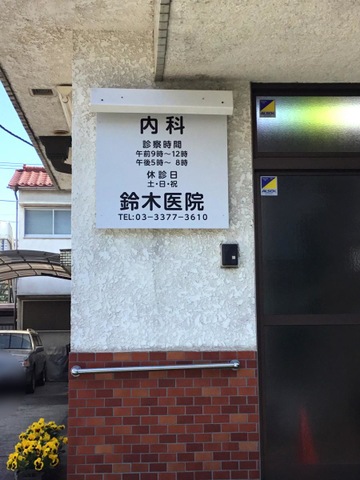 内科
診察時間
午前9時〜12時
午後5時〜 8時
休診日
土・日・祝
鈴木医院
TEL:03-3377-3610